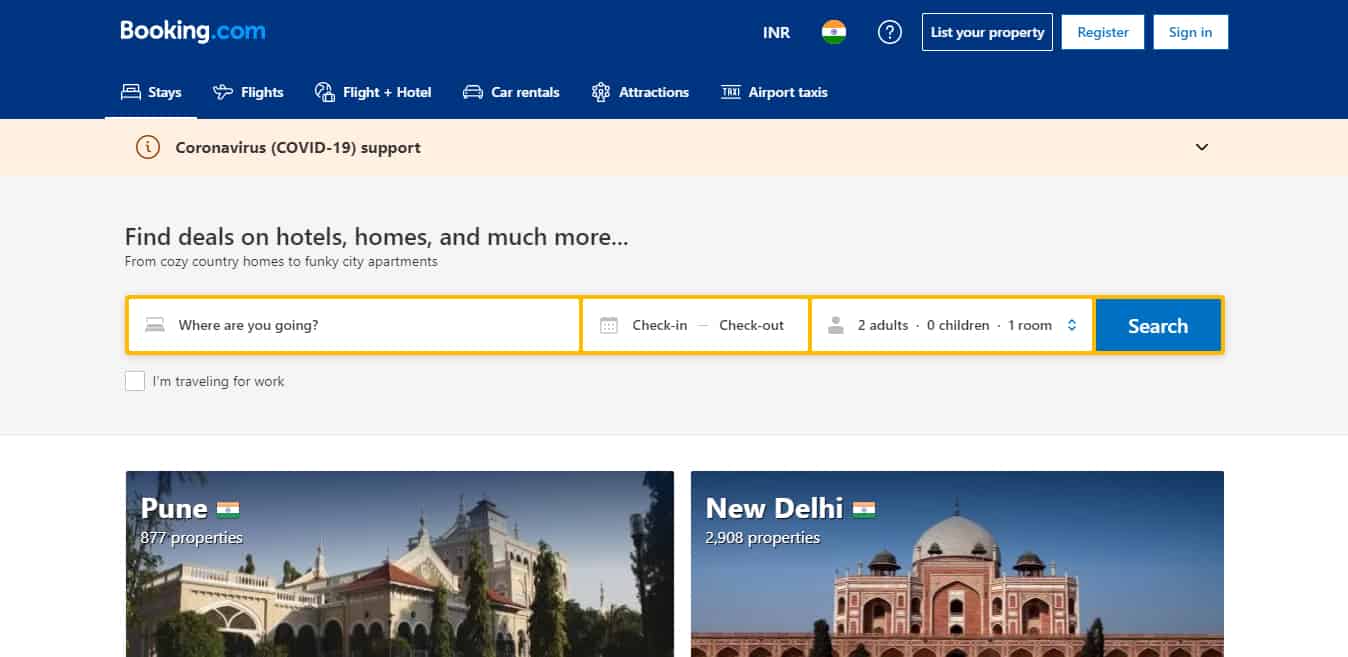 Booking.com
INR
List your property
Register
Sign in
Stays
Flights
Flight + Hotel
Car rentals
Attractions
TAXI Airport taxis
Coronavirus (COVID-19) support
Find deals on hotels, homes, and much more...
From cozy country homes to funky city apartments
Where are you going?
Check-in — Check-out
2 adults · 0 children · 1 room
Search
I'm traveling for work
Pune
877 properties
New Delhi
2,908 properties